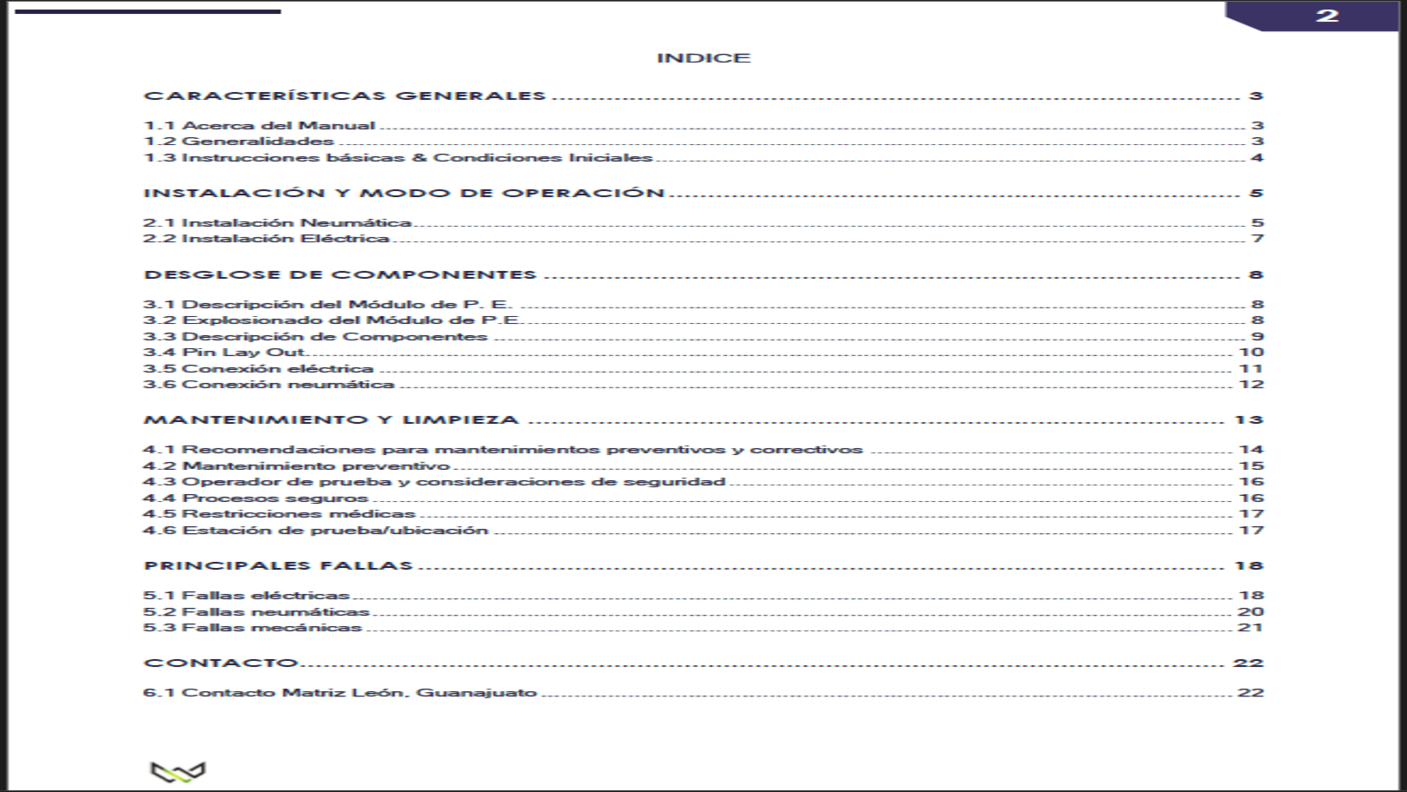 2
INDICE
CARACTERÍSTICAS GENERALES 3
1.1 Acerca del Manual 3
1.2 Generalidades 3
1.3 Instrucciones básicas & Condiciones Iniciales 4
INSTALACIÓN Y MODO DE OPERACIÓN 5
2.1 Instalación Neumática 5
2.2 Instalación Eléctrica 7
DESGLOSE DE COMPONENTES 8
3.1 Descripción del Módulo de P. E. 8
3.2 Explosionado del Módulo de P.E. 8
3.3 Descripción de Componentes 9
3.4 Pin Lay Out 10
3.5 Conexión eléctrica 11
3.6 Conexión neumática 12
MANTENIMIENTO Y LIMPIEZA 13
4.1 Recomendaciones para mantenimientos preventivos y correctivos 14
4.2 Mantenimiento preventivo 15
4.3 Operador de prueba y consideraciones de seguridad 16
4.4 Procesos seguros 16
4.5 Restricciones médicas 17
4.6 Estación de prueba/ubicación 17
PRINCIPALES FALLAS 18
5.1 Fallas eléctricas 18
5.2 Fallas neumáticas 20
5.3 Fallas mecánicas 21
CONTACTO 22
6.1 Contacto Matriz León, Guanajuato 22